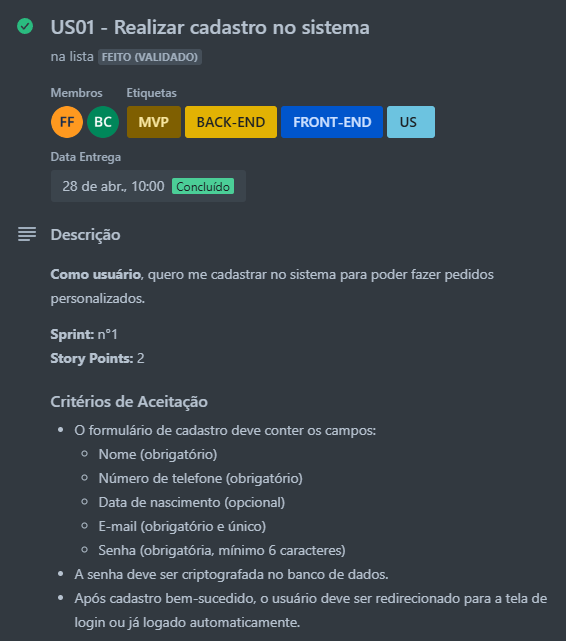 US01 - Realizar cadastro no sistema
na lista FEITO (VALIDADO)
Membros Etiquetas
FF BC MVP BACK-END FRONT-END US
Data Entrega
28 de abr., 10:00 Concluído
Descrição
Como usuário, quero me cadastrar no sistema para poder fazer pedidos
personalizados.
Sprint: nº1
Story Points: 2
Critérios de Aceitação
• O formulário de cadastro deve conter os campos:
◦ Nome (obrigatório)
◦ Número de telefone (obrigatório)
◦ Data de nascimento (opcional)
◦ E-mail (obrigatório e único)
◦ Senha (obrigatória, mínimo 6 caracteres)
• A senha deve ser criptografada no banco de dados.
• Após cadastro bem-sucedido, o usuário deve ser redirecionado para a tela de
login ou já logado automaticamente.